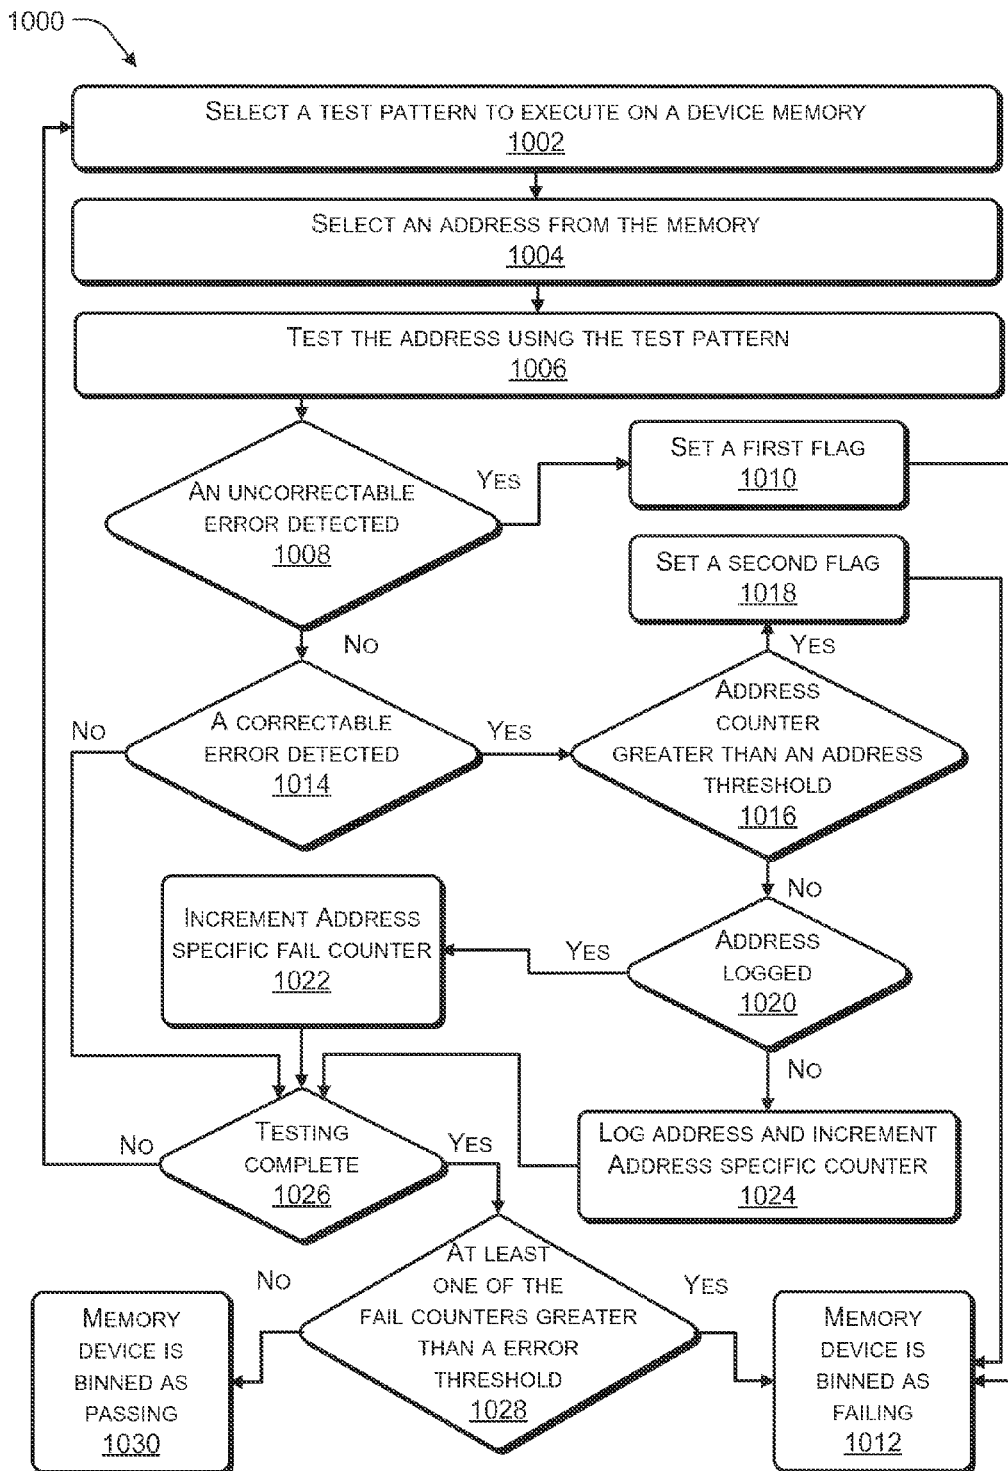 1000
SELECT A TEST PATTERN TO EXECUTE ON A DEVICE MEMORY
1002
SELECT AN ADDRESS FROM THE MEMORY
1004
TEST THE ADDRESS USING THE TEST PATTERN
1006
AN UNCORRECTABLE
ERROR DETECTED
1008
YES
SET A FIRST FLAG
1010
SET A SECOND FLAG
1018
NO
YES
A CORRECTABLE
ERROR DETECTED
1014
NO
YES
ADDRESS
COUNTER
GREATER THAN AN ADDRESS
THRESHOLD
1016
NO
INCREMENT ADDRESS
SPECIFIC FAIL COUNTER
1022
YES
ADDRESS
LOGGED
1020
NO
TESTING
COMPLETE
1026
NO
YES
LOG ADDRESS AND INCREMENT
ADDRESS SPECIFIC COUNTER
1024
AT LEAST
ONE OF THE
FAIL COUNTERS GREATER
THAN A ERROR
THRESHOLD
1028
NO
YES
MEMORY
DEVICE IS
BINNED AS
PASSING
1030
MEMORY
DEVICE IS
BINNED AS
FAILING
1012